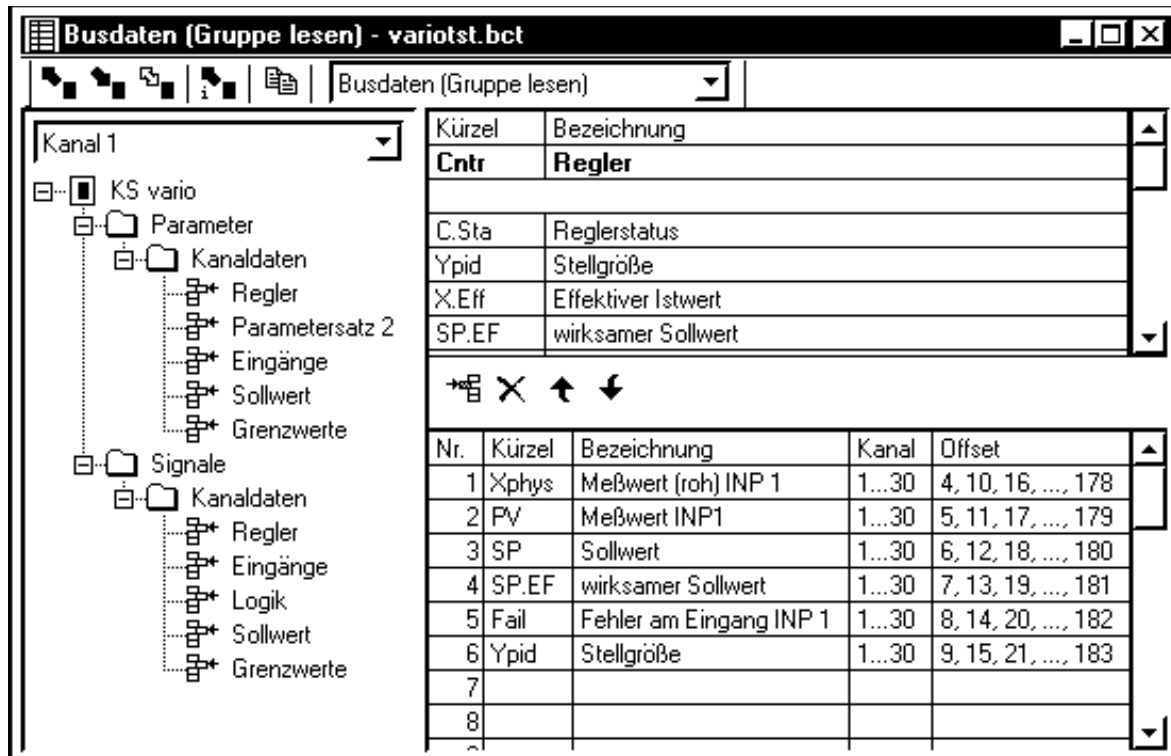 Busdaten (Gruppe lesen) - variotst.bct
i
Busdaten (Gruppe lesen)
Kanal 1
KS vario
Parameter
Kanaldaten
Regler
Parametersatz 2
Eingänge
Sollwert
Grenzwerte
Signale
Kanaldaten
Regler
Eingänge
Logik
Sollwert
Grenzwerte
Kürzel Bezeichnung
Cntr Regler
C.Sta Reglerstatus
Ypid Stellgröße
X.Eff Effektiver Istwert
SP.EF wirksamer Sollwert
Nr. Kürzel Bezeichnung Kanal Offset
1 Xphys Meßwert (roh) INP 1 1...30 4, 10, 16, ..., 178
2 PV Meßwert INP1 1...30 5, 11, 17, ..., 179
3 SP Sollwert 1...30 6, 12, 18, ..., 180
4 SP.EF wirksamer Sollwert 1...30 7, 13, 19, ..., 181
5 Fail Fehler am Eingang INP 1 1...30 8, 14, 20, ..., 182
6 Ypid Stellgröße 1...30 9, 15, 21, ..., 183
7
8